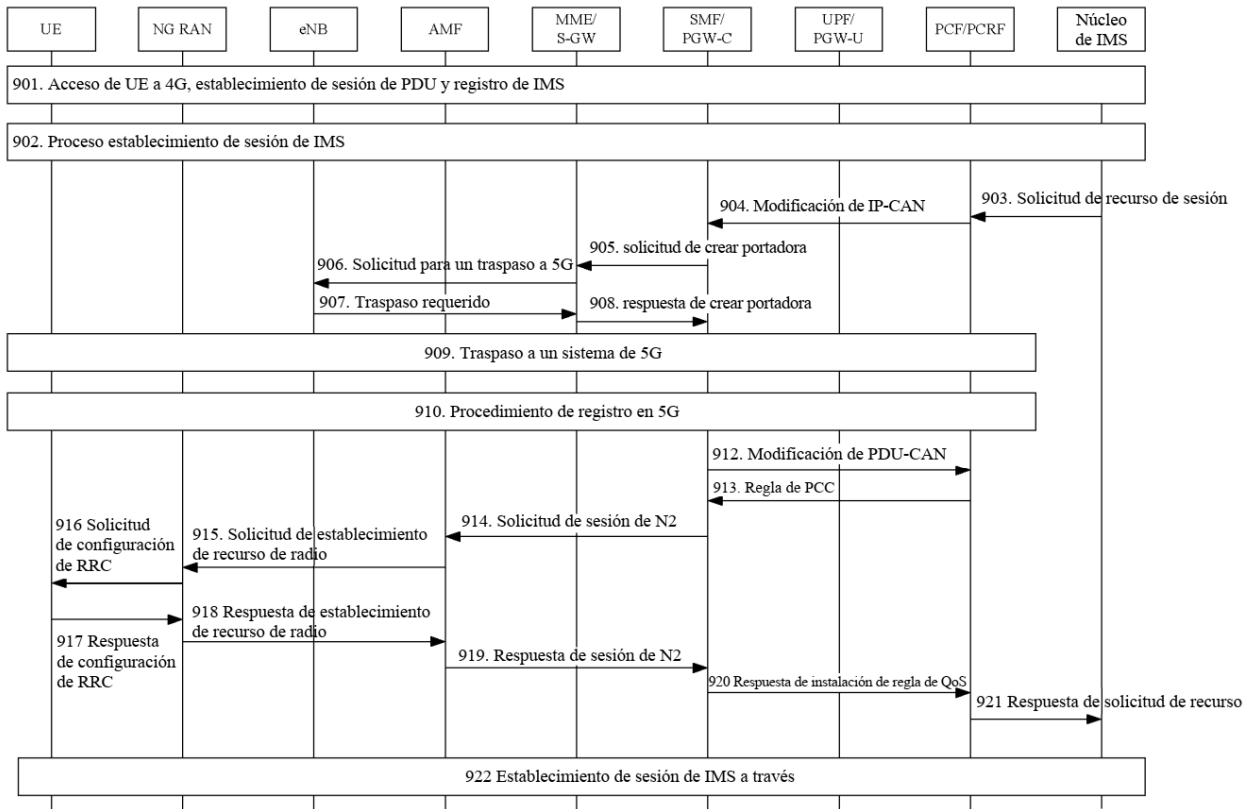 UE
NG RAN
eNB
AMF
MME/
S-GW
SMF/
PGW-C
UPF/
PGW-U
PCF/PCRF
Núcleo
de IMS
901. Acceso de UE a 4G, establecimiento de sesión de PDU y registro de IMS
902. Proceso establecimiento de sesión de IMS
903. Solicitud de recurso de sesión
904. Modificación de IP-CAN
905. solicitud de crear portadora
906. Solicitud para un traspaso a 5G
907. Traspaso requerido
908. respuesta de crear portadora
909. Traspaso a un sistema de 5G
910. Procedimiento de registro en 5G
912. Modificación de PDU-CAN
913. Regla de PCC
914. Solicitud de sesión de N2
915. Solicitud de establecimiento
de recurso de radio
916 Solicitud
de configuración
de RRC
917 Respuesta
de configuración
de RRC
918 Respuesta de establecimiento
de recurso de radio
919. Respuesta de sesión de N2
920 Respuesta de instalación de regla de QoS
921 Respuesta de solicitud de recurso
922 Establecimiento de sesión de IMS a través